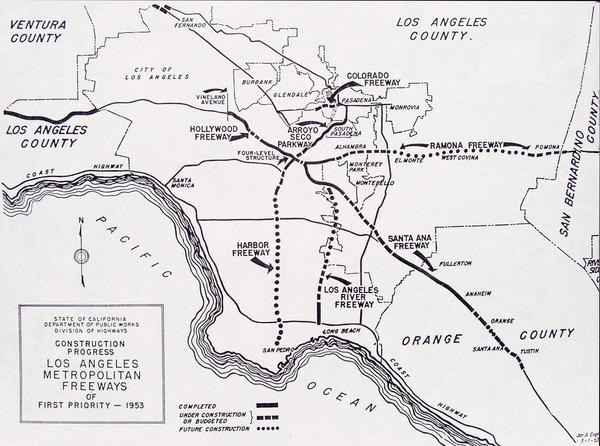 VENTURA
COUNTY
SAN
FERNANDO
LOS ANGELES
COUNTY.
CITY OF
LOS ANGELES
BURBANK
GLENDALE
COLORADO
FREEWAY
VINELAND
AVENUE
PASADENA
MONROVIA
LOS ANGELES
COUNTY
HOLLYWOOD
FREEWAY
ARROYO
SECO
PARKWAY
SOUTH
PASADENA
FOUR-LEVEL
STRUCTURE
ALHAMBRA
RAMONA FREEWAY
EL MONTE
WEST COVINA
POMONA
SAN BERNARDINO
COUNTY
MONTEREY
PARK
MONTEBELLO
COAST HIGHWAY
SANTA
MONICA
PACIFIC
HARBOR
FREEWAY
SANTA ANA
FREEWAY
FULLERTON
LOS ANGELES
RIVER
FREEWAY
ANAHEIM
ORANGE
LONG BEACH
SAN PEDRO
ORANGE COUNTY
SANTA ANA
TUSTIN
COAST
HIGHWAY
OCEAN
STATE OF CALIFORNIA
DEPARTMENT OF PUBLIC WORKS
DIVISION OF HIGHWAYS
CONSTRUCTION
PROGRESS
LOS ANGELES
METROPOLITAN
FREEWAYS
OF
FIRST PRIORITY — 1953
COMPLETED
UNDER CONSTRUCTION
OR BUDGETED
FUTURE CONSTRUCTION